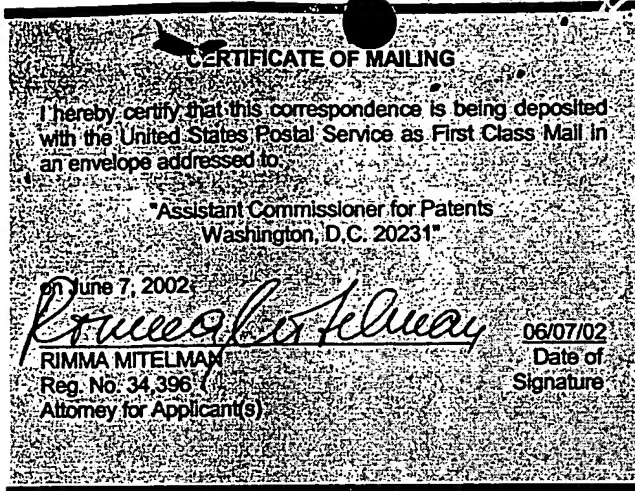 CERTIFICATE OF MAILING
I hereby certify that this correspondence is being deposited
with the United States Postal Service as First Class Mail in
an envelope addressed to:
"Assistant Commissioner for Patents
Washington, D.C. 20231"
on June 7, 2002.
Rimma Mitelman 06/07/02
RIMMA MITELMAN Date of
Reg. No. 34,396 Signature
Attorney for Applicant(s)